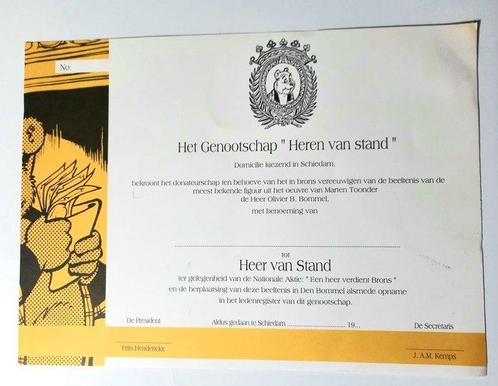 No:
Het Genootschap " Heren van stand "
Domicilie kiezend in Schiedam,
bekroont het donateurschap ten behoeve van het in brons vereeuwigen van de beeltenis van de
meest bekende figuur uit het oeuvre van Marten Toonder
de Heer Olivier B. Bommel,
met benoeming van
tot
Heer van Stand
ter gelegenheid van de Nationale Aktie: " Een heer verdient Brons "
en de herplaatsing van deze beeltenis in Den Bommel alsmede opname
in het ledenregister van dit genootschap.
De President
Aldus gedaan te Schiedam ........................ 19...
De Secretaris
Frits Henderickx
J. A.M. Kemps